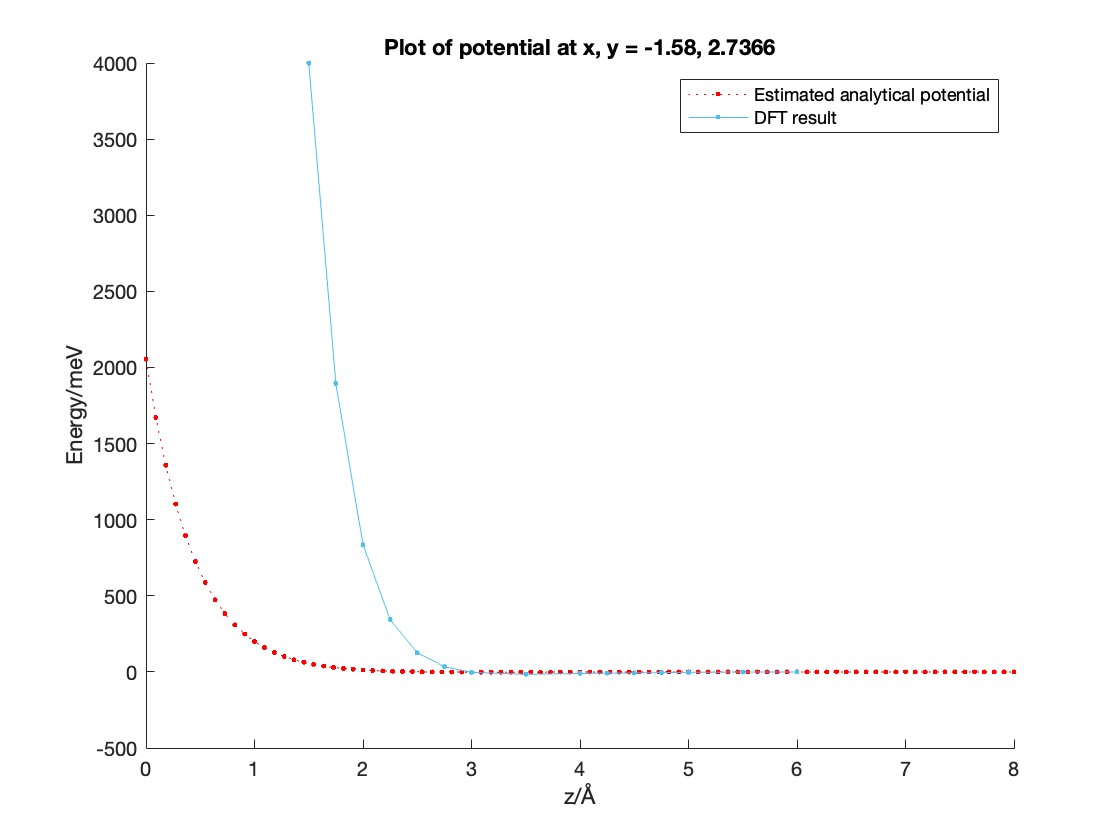 Plot of potential at x, y = -1.58, 2.7366
Estimated analytical potential
DFT result
4000
3500
3000
2500
2000
1500
1000
500
0
-500
Energy/meV
0 1 2 3 4 5 6 7 8
z/Å